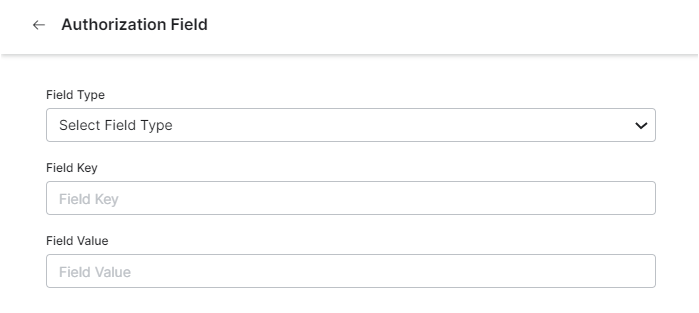 Authorization Field
Field Type
Select Field Type
Field Key
Field Key
Field Value
Field Value